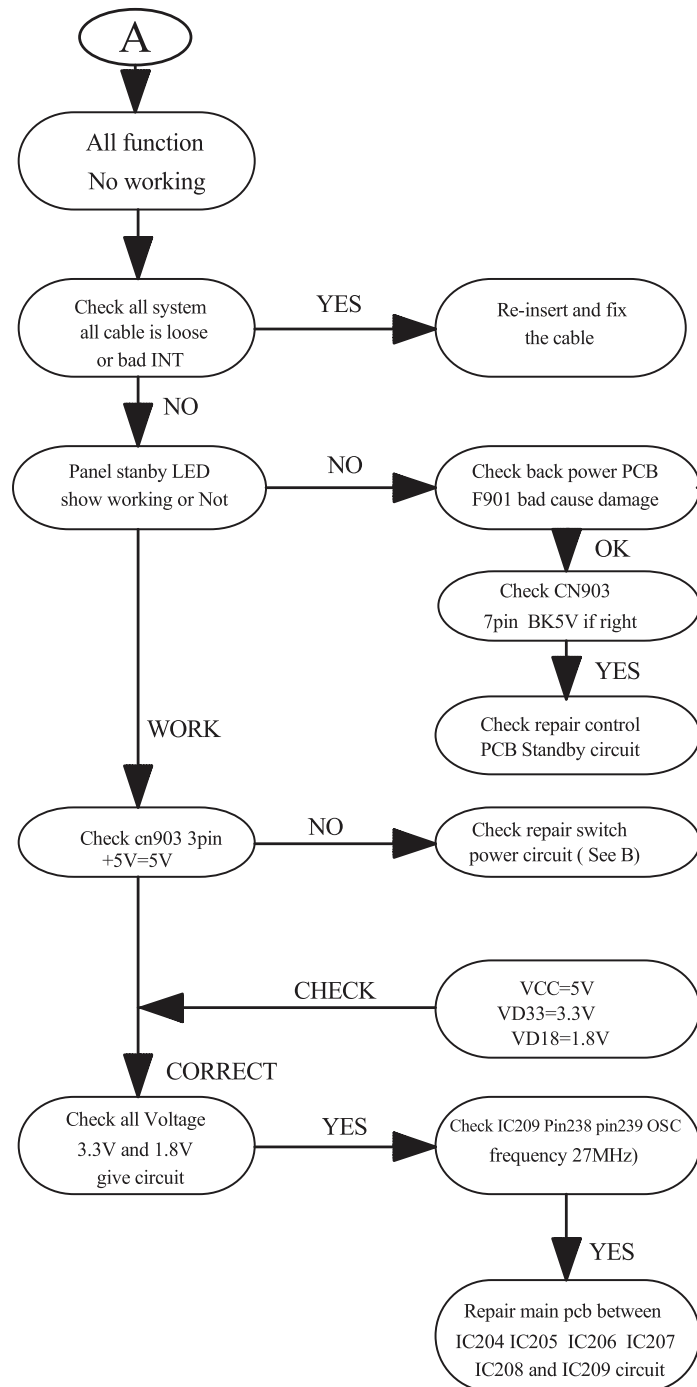 A
All function
No working
Check all system
all cable is loose
or bad INT
YES
Re-insert and fix
the cable
NO
Panel stanby LED
show working or Not
NO
Check back power PCB
F901 bad cause damage
OK
Check CN903
7pin BK5V if right
YES
Check repair control
PCB Standby circuit
WORK
Check cn903 3pin
+5V=5V
NO
Check repair switch
power circuit ( See B)
CHECK
VCC=5V
VD33=3.3V
VD18=1.8V
CORRECT
Check all Voltage
3.3V and 1.8V
give circuit
YES
Check IC209 Pin238 pin239 OSC
frequency 27MHz)
YES
Repair main pcb between
IC204 IC205 IC206 IC207
IC208 and IC209 circuit